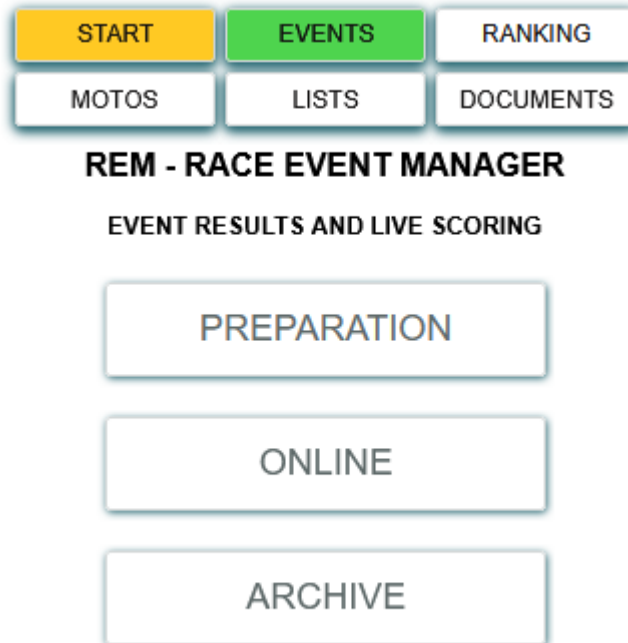 START EVENTS RANKING
MOTOS LISTS DOCUMENTS
REM - RACE EVENT MANAGER
EVENT RESULTS AND LIVE SCORING
PREPARATION
ONLINE
ARCHIVE